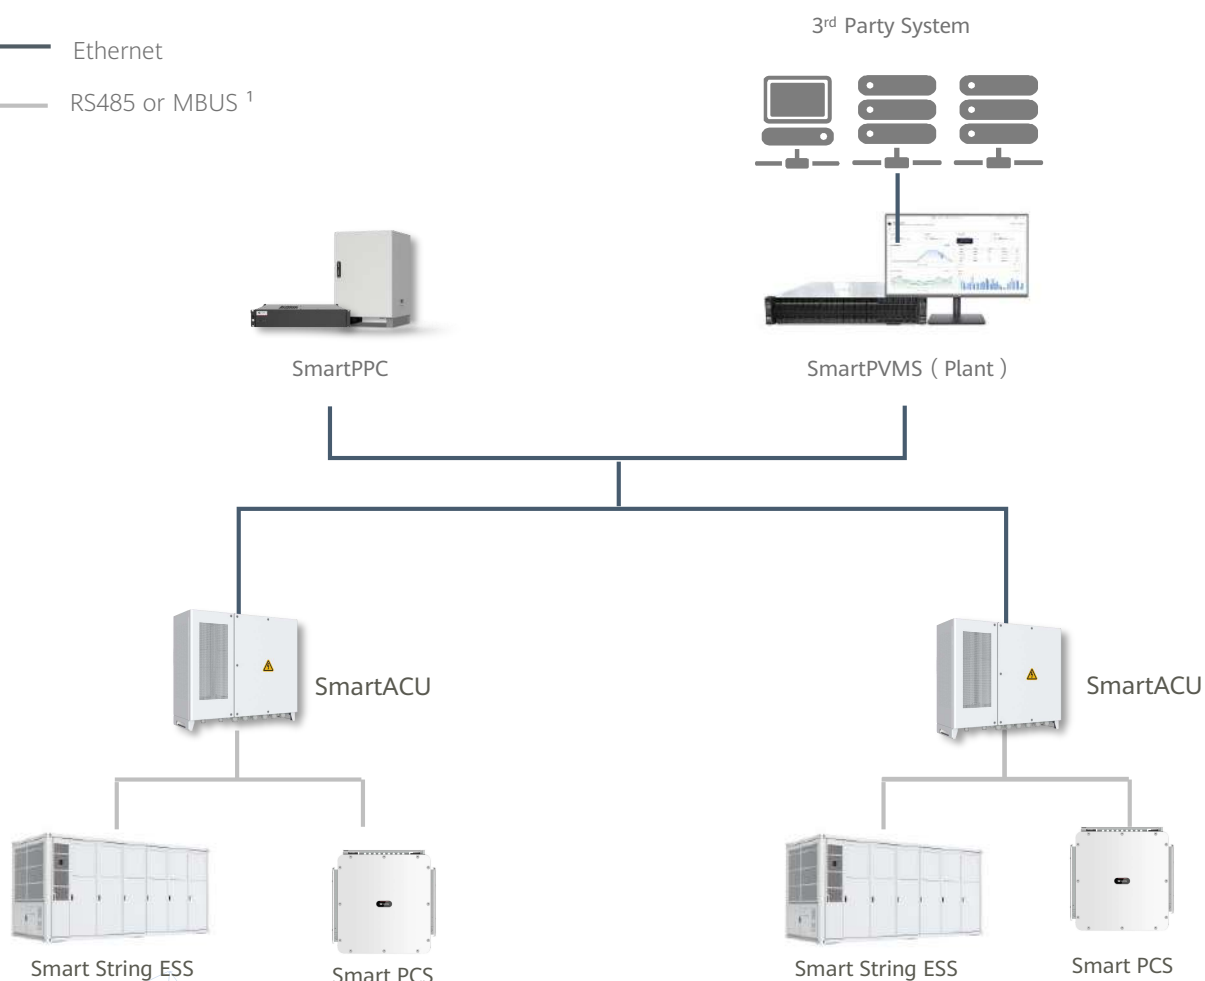 3rd Party System
Ethernet
RS485 or MBUS ¹
SmartPPC
SmartPVMS（Plant）
SmartACU
SmartACU
Smart String ESS
Smart PCS
Smart String ESS
Smart PCS